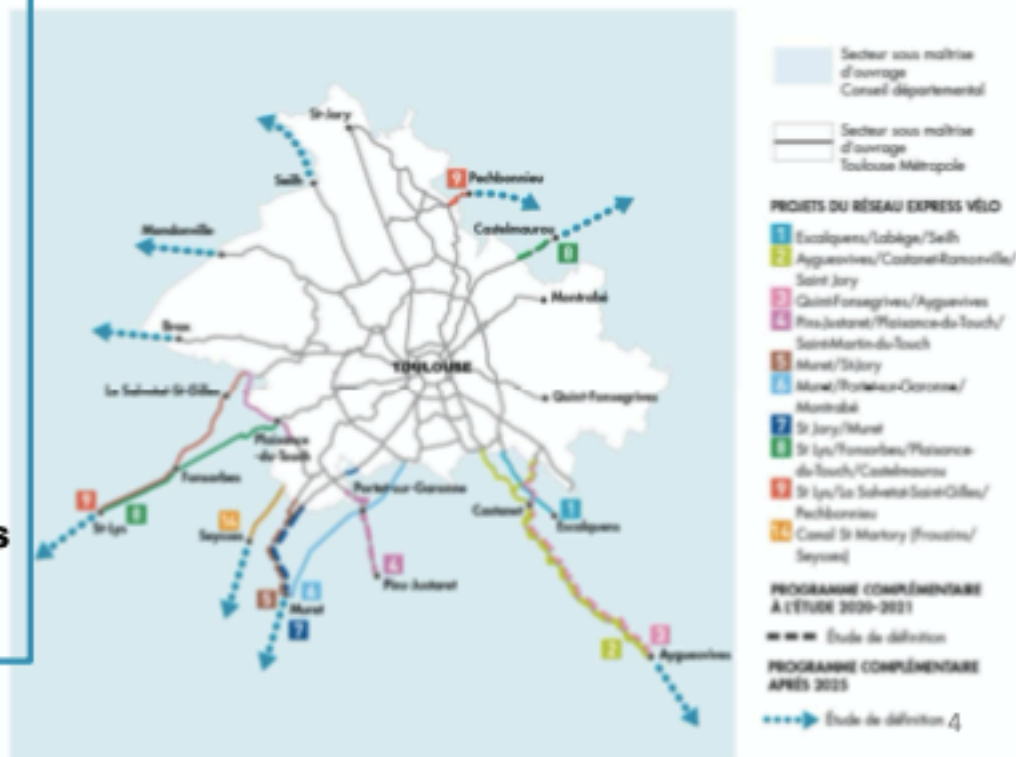 s
St-Jory
Seilh
9 Pechbonnieu
Castelmaurou
8
Mondonville
Montrabé
Bran
TOULOUSE
La Salvetat-St-Gilles
Quint-Fonsegrives
Plaisance
-du-Touch
Fonsorbes
Portet-sur-Garonne
9
8
St-Lys
14
Seysses
Castanet
1
Escalquens
4
Pins-Justaret
5
6
Muret
7
3
2
Ayguesvives
Secteur sous maîtrise
d'ouvrage
Conseil départemental
Secteur sous maîtrise
d'ouvrage
Toulouse Métropole
PROJETS DU RÉSEAU EXPRESS VÉLO
1 Escalquens/Labège/Seilh
2 Ayguesvives/Castanet-Ramonville/
Saint Jory
3 Quint-Fonsegrives/Ayguevives
4 Pins-Justaret/Plaisance-du-Touch/
Saint-Martin-du-Touch
5 Muret/St-Jory
6 Muret/Portet-sur-Garonne/
Montrabé
7 St Jory/Muret
8 St Lys/Fonsorbes/Plaisance-
du-Touch/Castelmaurou
9 St Lys/La Salvetat-Saint-Gilles/
Pechbonnieu
14 Canal St Martory (Frouzins/
Seysses)
PROGRAMME COMPLÉMENTAIRE
À L'ÉTUDE 2020-2021
Étude de définition
PROGRAMME COMPLÉMENTAIRE
APRÈS 2025
Étude de définition 4